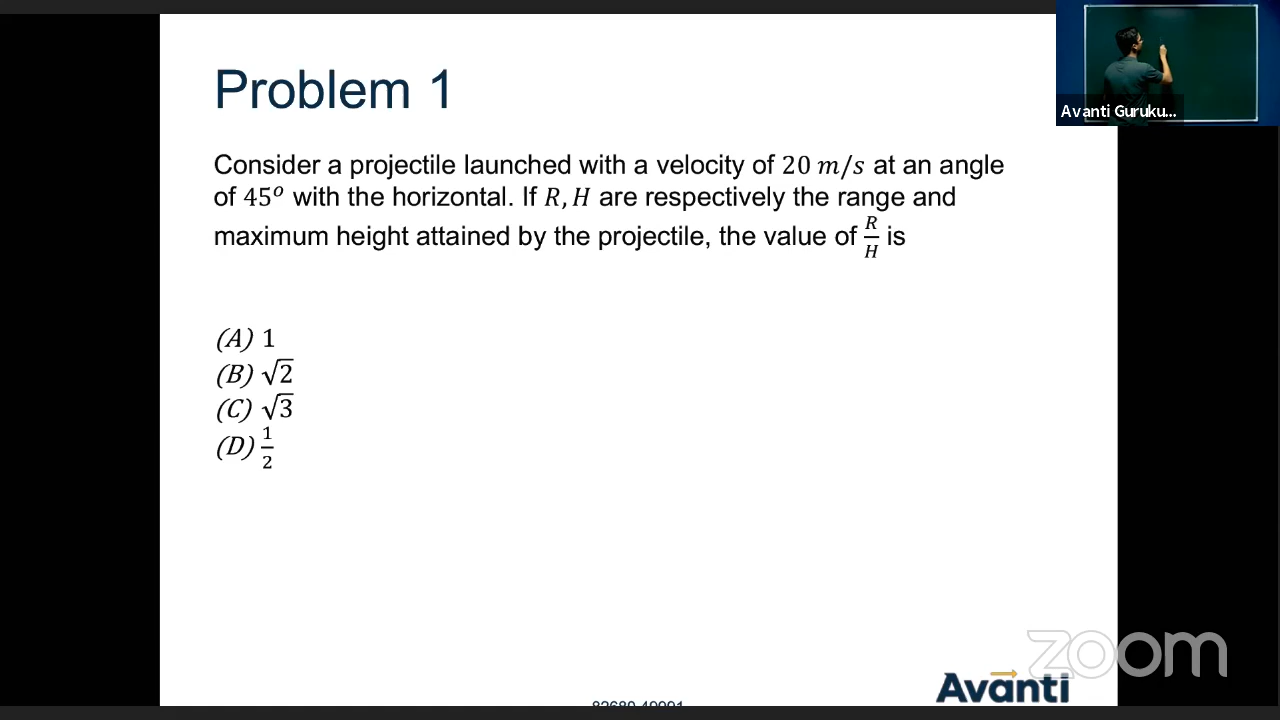 Problem 1
Avanti Guruku...
Consider a projectile launched with a velocity of 20 m/s at an angle
of 45° with the horizontal. If R, H are respectively the range and
maximum height attained by the projectile, the value of R/H is
(A) 1
(B) √2
(C) √3
(D) 1/2
zoom
Avanti